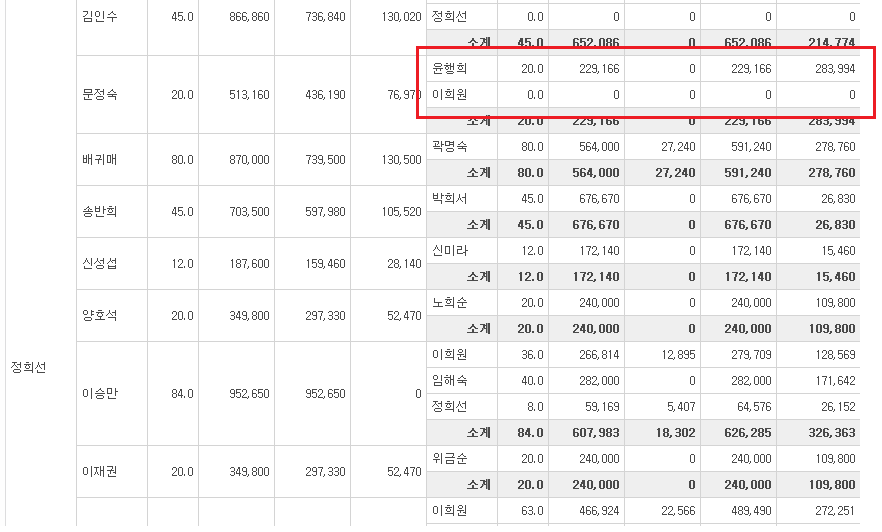 김인수 45.0 866,860 736,840 130,020 정희선 0.0 0 0 0 0
소계 45.0 652,086 0 652,086 214,774
문정숙 20.0 513,160 436,190 76,970 윤행희 20.0 229,166 0 229,166 283,994
이희원 0.0 0 0 0 0
소계 20.0 229,166 0 229,166 283,994
배귀매 80.0 870,000 739,500 130,500 곽명숙 80.0 564,000 27,240 591,240 278,760
소계 80.0 564,000 27,240 591,240 278,760
송반희 45.0 703,500 597,980 105,520 박희서 45.0 676,670 0 676,670 26,830
소계 45.0 676,670 0 676,670 26,830
신성섭 12.0 187,600 159,460 28,140 신미라 12.0 172,140 0 172,140 15,460
소계 12.0 172,140 0 172,140 15,460
양호석 20.0 349,800 297,330 52,470 노희순 20.0 240,000 0 240,000 109,800
소계 20.0 240,000 0 240,000 109,800
정희선
이승만 84.0 952,650 952,650 0 이희원 36.0 266,814 12,895 279,709 128,569
임해숙 40.0 282,000 0 282,000 171,642
정희선 8.0 59,169 5,407 64,576 26,152
소계 84.0 607,983 18,302 626,285 326,363
이재권 20.0 349,800 297,330 52,470 위금순 20.0 240,000 0 240,000 109,800
소계 20.0 240,000 0 240,000 109,800
이희원 63.0 466,924 22,566 489,490 272,251